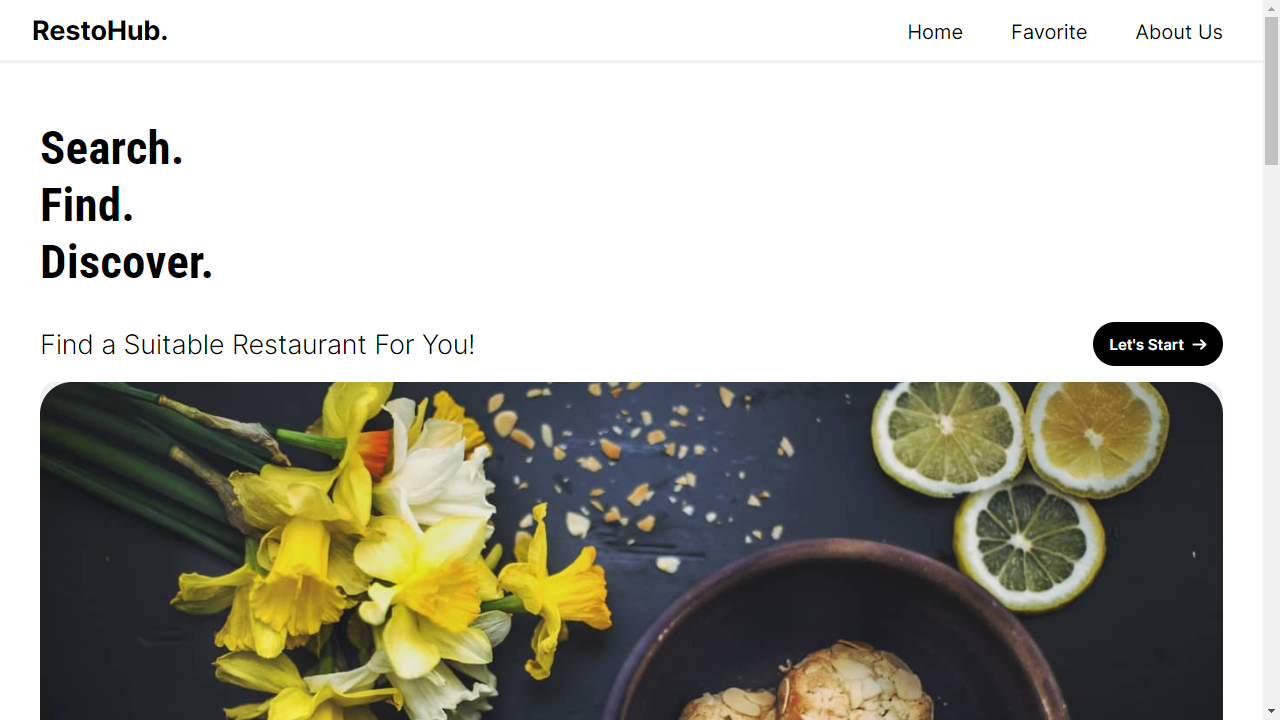 RestoHub.
Home
Favorite
About Us
Search.
Find.
Discover.
Find a Suitable Restaurant For You!
Let's Start